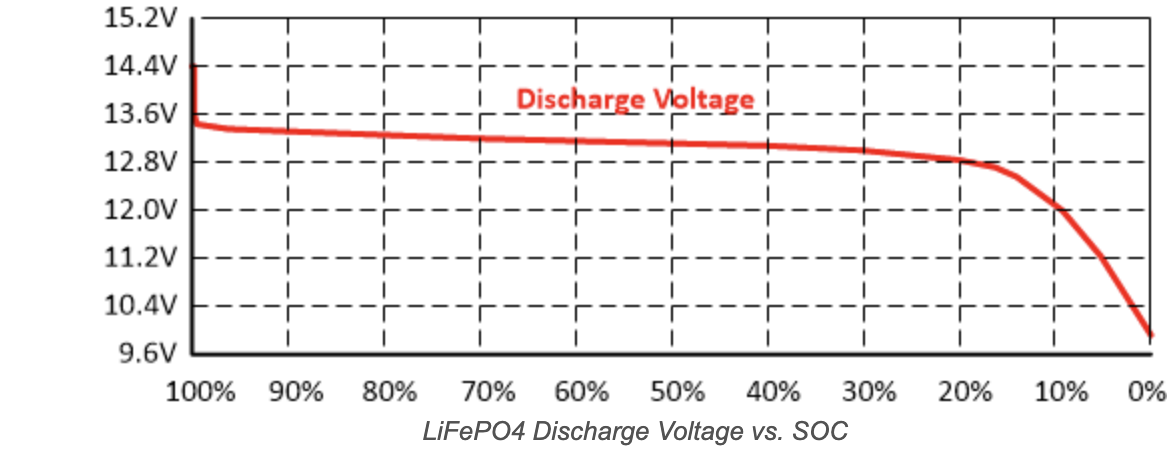 15.2V
14.4V
Discharge Voltage
13.6V
12.8V
12.0V
11.2V
10.4V
9.6V
100% 90% 80% 70% 60% 50% 40% 30% 20% 10% 0%
LiFePO4 Discharge Voltage vs. SOC